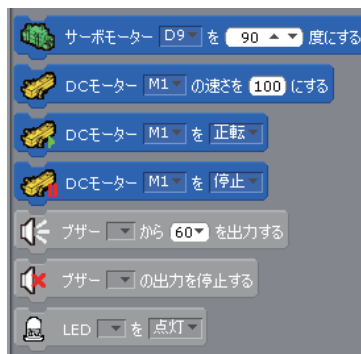 サーボモーター D9 を 90 度にする
DCモーター M1 の速さを 100 にする
DCモーター M1 を 正転
DCモーター M1 を 停止
ブザー から 60 を出力する
ブザー の出力を停止する
LED を 点灯